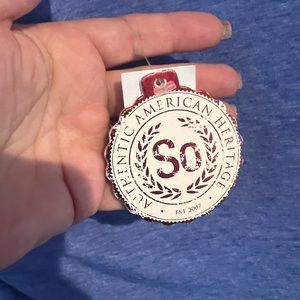 AUTHENTIC AMERICAN HERITAGE
So
EST 2007